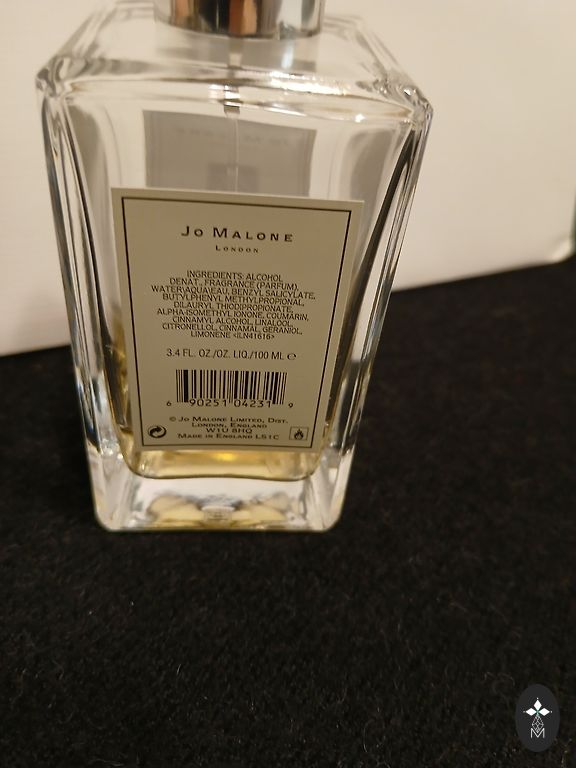 JO MALONE
LONDON
INGREDIENTS: ALCOHOL
DENAT., FRAGRANCE (PARFUM),
WATER\AQUA\EAU, BENZYL SALICYLATE,
BUTYLPHENYL METHYLPROPIONAL,
DILAURYL THIODIPROPIONATE,
ALPHA-ISOMETHYL IONONE, COUMARIN,
CINNAMYL ALCOHOL, LINALOOL,
CITRONELLOL, CINNAMAL, GERANIOL,
LIMONENE <ILN41616>
3.4 FL. OZ./OZ. LIQ./100 ML ℮
6 90251 04231 9
© JO MALONE LIMITED, DIST.
LONDON, ENGLAND
W1U 8HQ
MADE IN ENGLAND LS1C
M